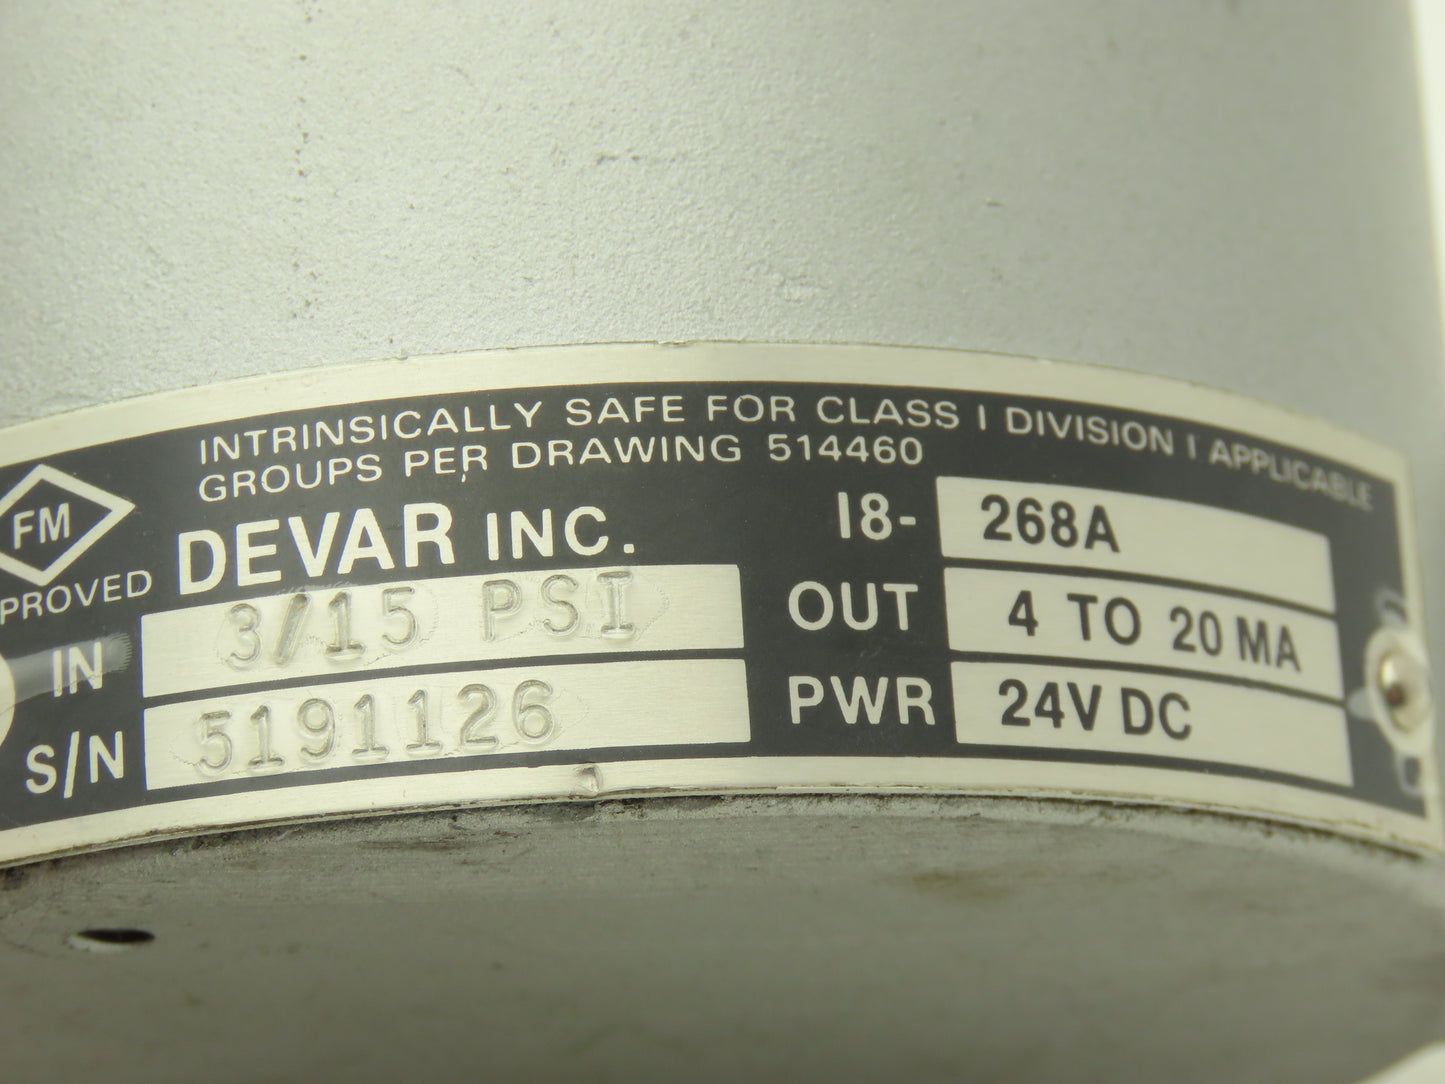 INTRINSICALLY SAFE FOR CLASS I DIVISION I APPLICABLE
GROUPS PER DRAWING 514460
FM
PROVED
DEVAR INC.
18- 268A
IN 3/15 PSI
OUT 4 TO 20 MA
S/N 5191126
PWR 24V DC